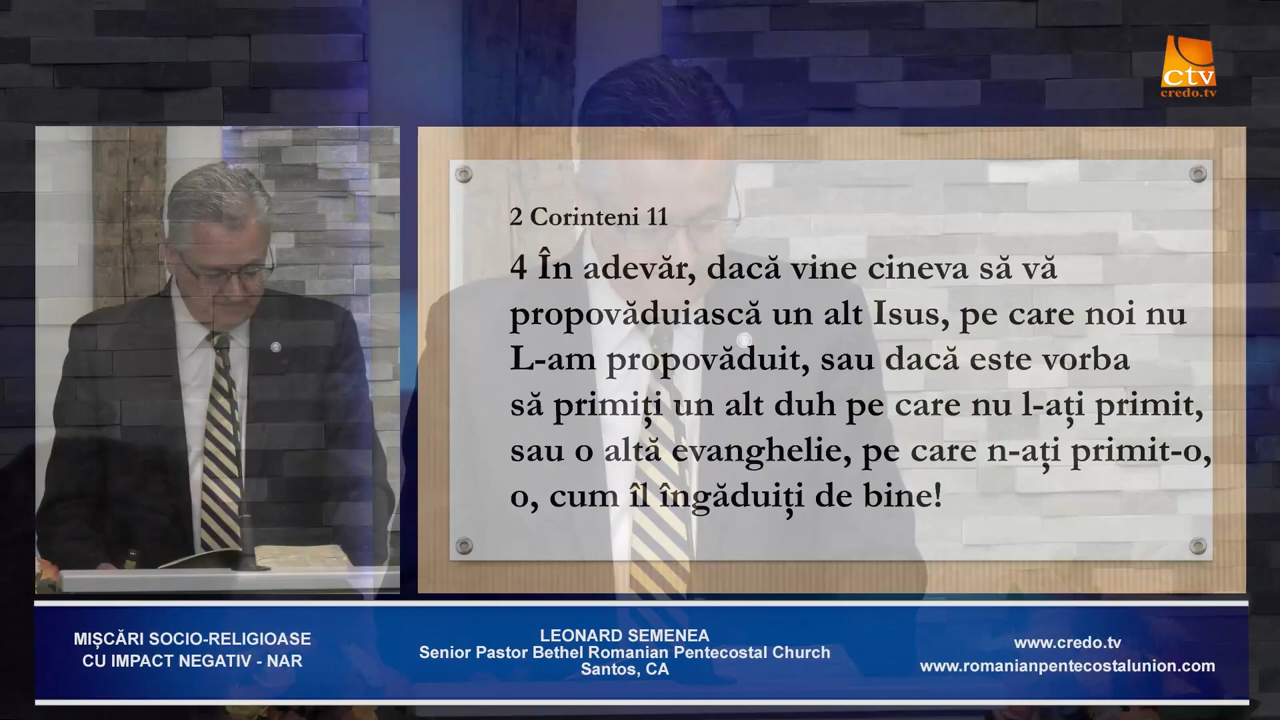 ctv
credo.tv
2 Corinteni 11
4 În adevăr, dacă vine cineva să vă
propovăduiască un alt Isus, pe care noi nu
L-am propovăduit, sau dacă este vorba
să primiți un alt duh pe care nu l-ați primit,
sau o altă evanghelie, pe care n-ați primit-o,
o, cum îl îngăduiți de bine!
MIȘCĂRI SOCIO-RELIGIOASE
CU IMPACT NEGATIV - NAR
LEONARD SEMENEA
Senior Pastor Bethel Romanian Pentecostal Church
Santos, CA
www.credo.tv
www.romanianpentecostalunion.com